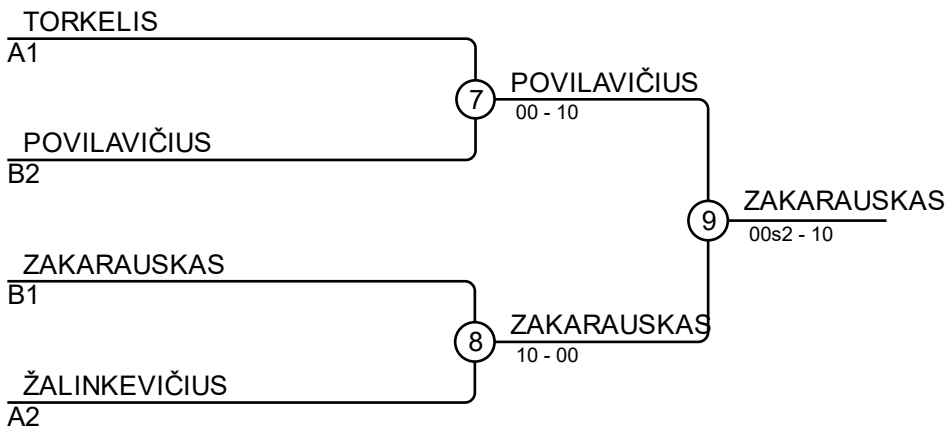 TORKELIS
A1
7
POVILAVIČIUS
00 - 10
POVILAVIČIUS
B2
9
ZAKARAUSKAS
00s2 - 10
ZAKARAUSKAS
B1
8
ZAKARAUSKAS
10 - 00
ŽALINKEVIČIUS
A2